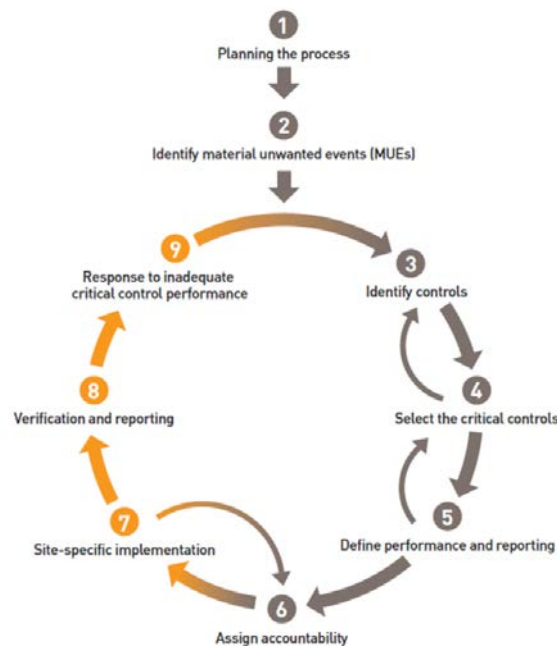 1
Planning the process
2
Identify material unwanted events (MUEs)
9
Response to inadequate
critical control performance
3
Identify controls
8
Verification and reporting
4
Select the critical controls
7
Site-specific implementation
5
Define performance and reporting
6
Assign accountability